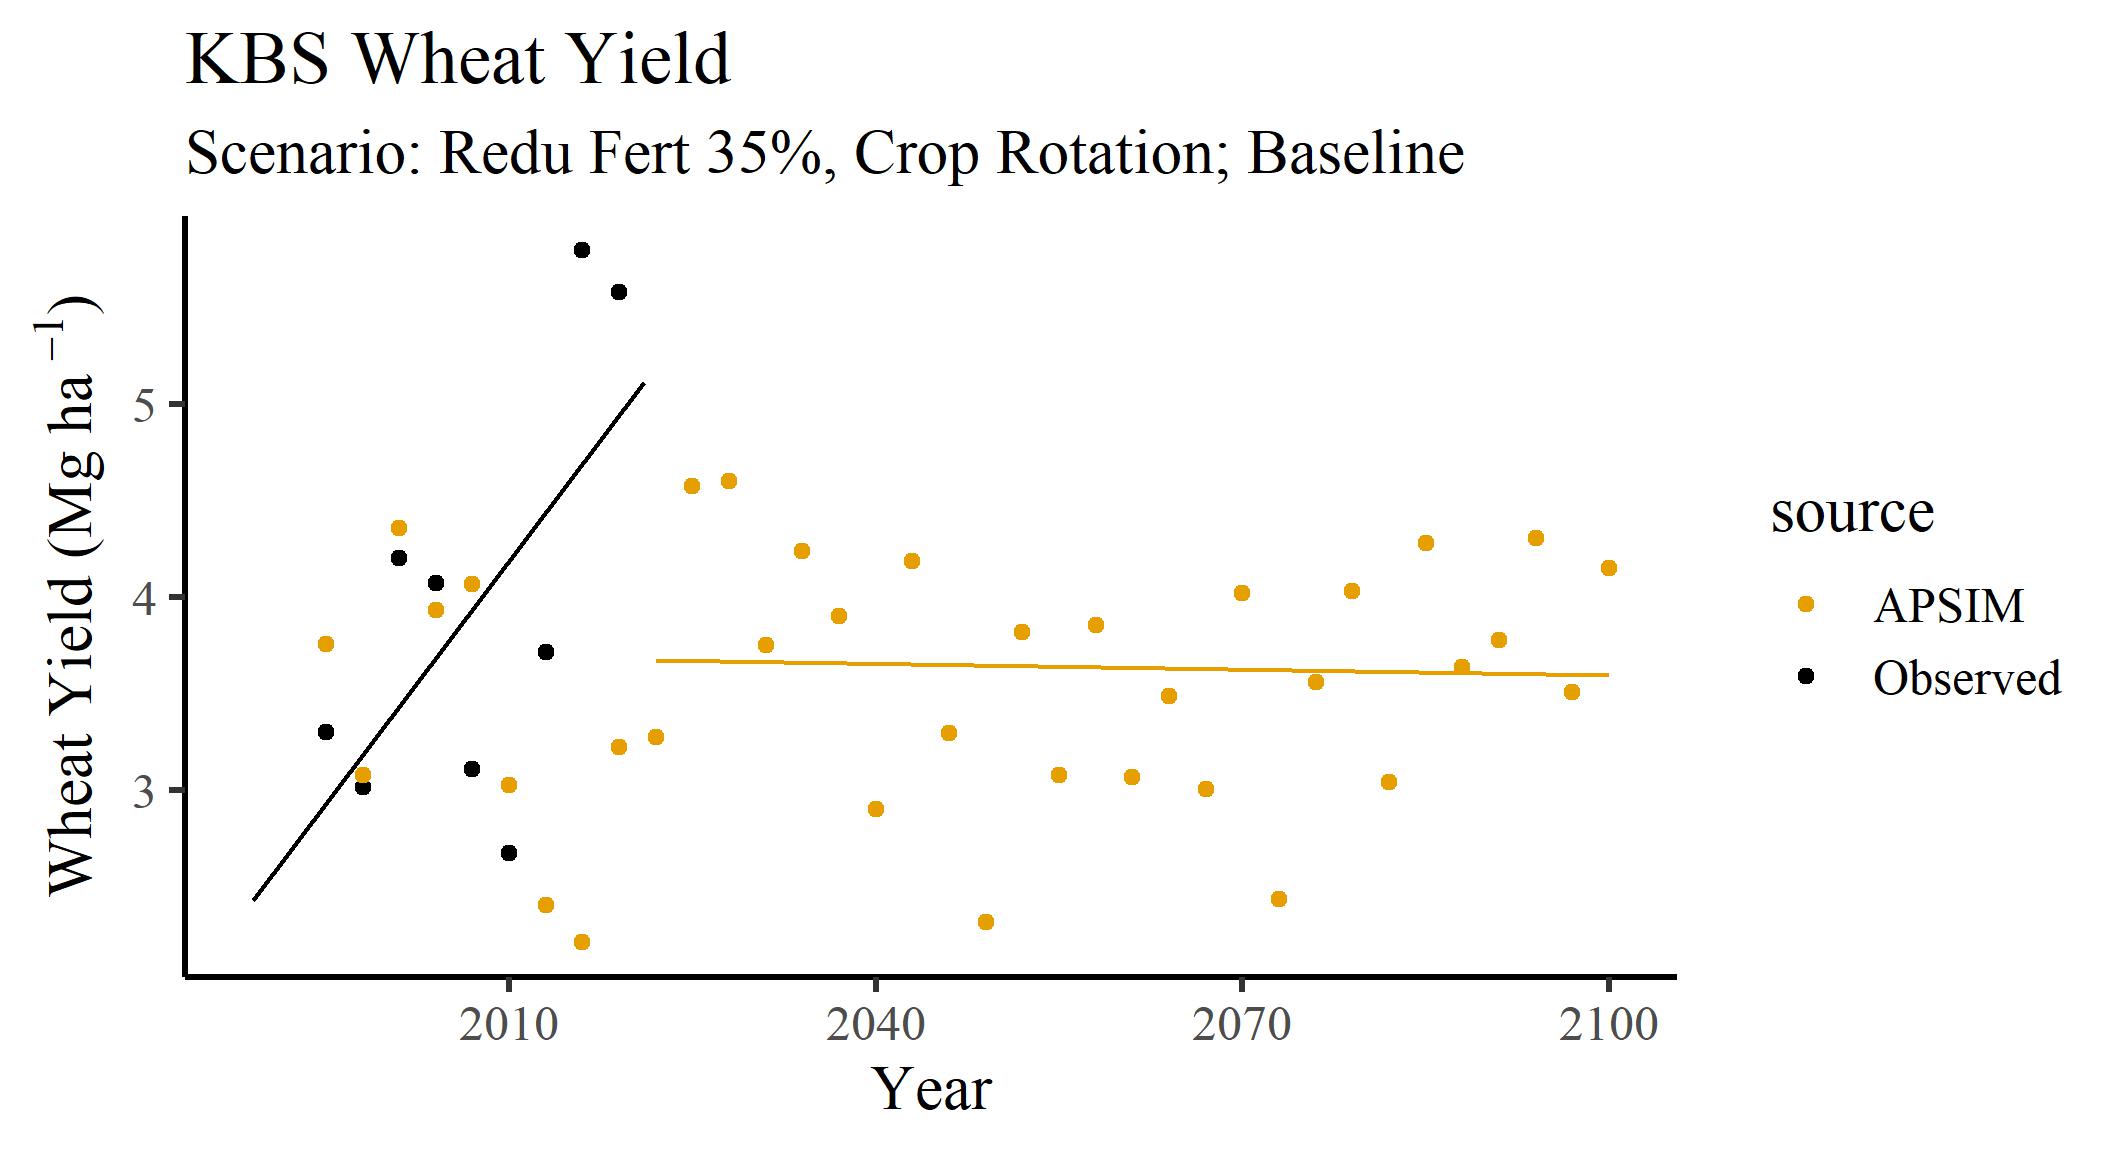 KBS Wheat Yield
Scenario: Redu Fert 35%, Crop Rotation; Baseline
Wheat Yield (Mg ha −1)
5
4
3
2010 2040 2070 2100
Year
source
APSIM
Observed